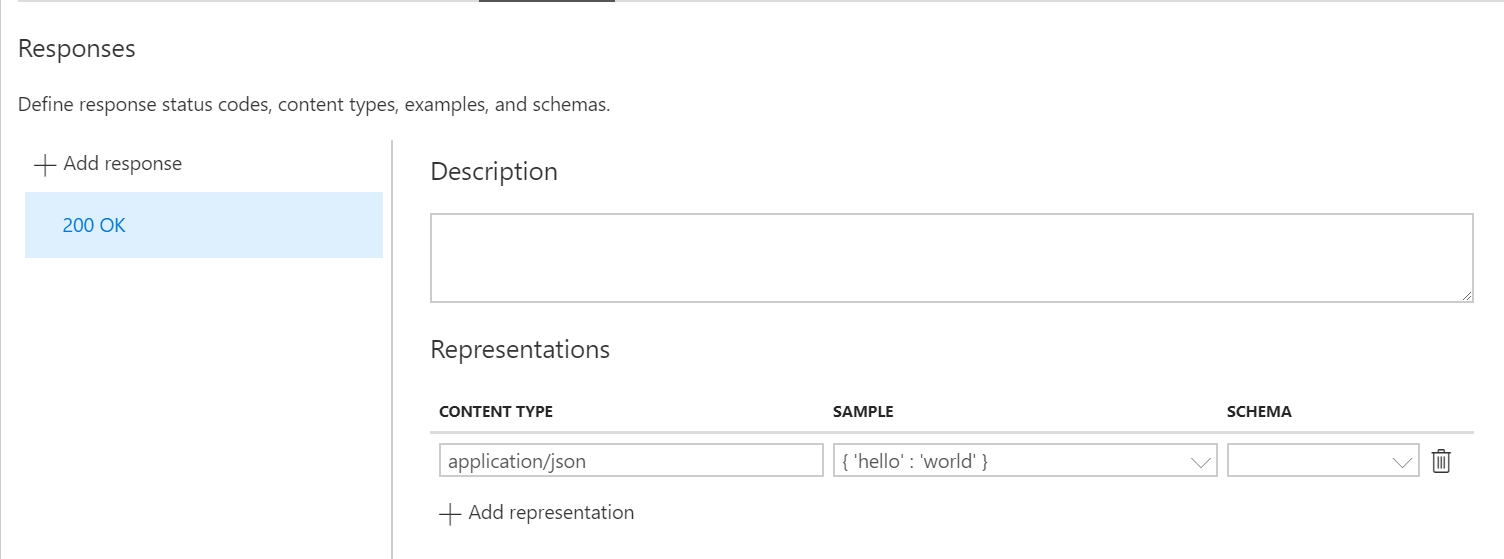 Responses
Define response status codes, content types, examples, and schemas.
Add response
200 OK
Description
Representations
CONTENT TYPE SAMPLE SCHEMA
application/json { 'hello' : 'world' }
Add representation